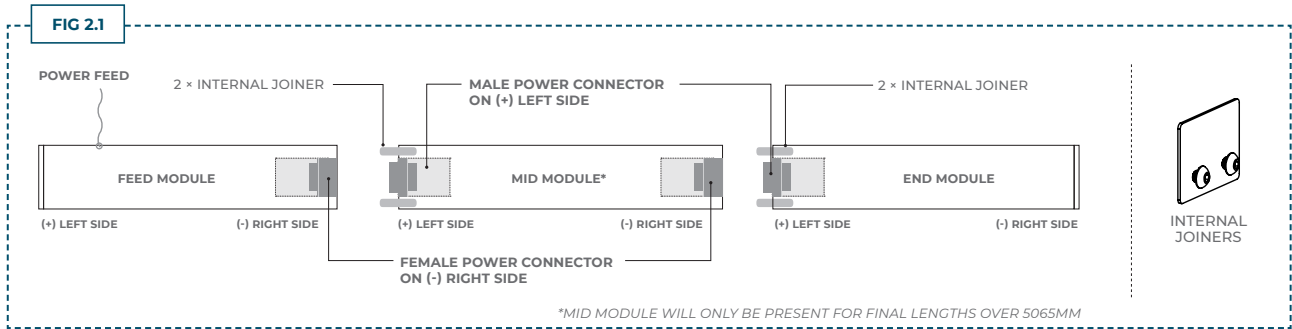 FIG 2.1
POWER FEED
2 × INTERNAL JOINER
MALE POWER CONNECTOR
ON (+) LEFT SIDE
2 × INTERNAL JOINER
FEED MODULE
MID MODULE*
END MODULE
(+) LEFT SIDE
(-) RIGHT SIDE
(+) LEFT SIDE
(-) RIGHT SIDE
(+) LEFT SIDE
(-) RIGHT SIDE
INTERNAL
JOINERS
FEMALE POWER CONNECTOR
ON (-) RIGHT SIDE
*MID MODULE WILL ONLY BE PRESENT FOR FINAL LENGTHS OVER 5065MM